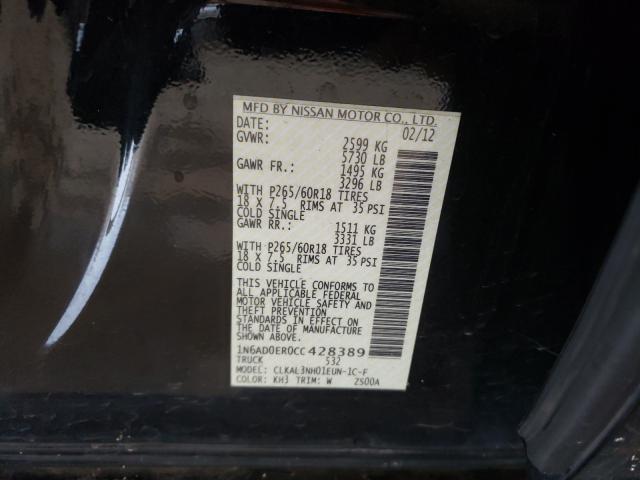 MFD BY NISSAN MOTOR CO., LTD.
DATE: 02/12
GVWR: 2599 KG
5730 LB
GAWR FR.: 1495 KG
3296 LB
WITH P265/60R18 TIRES
18 X 7.5 RIMS AT 35 PSI
COLD SINGLE
GAWR RR.: 1511 KG
3331 LB
WITH P265/60R18 TIRES
18 X 7.5 RIMS AT 35 PSI
COLD SINGLE
THIS VEHICLE CONFORMS TO
ALL APPLICABLE FEDERAL
MOTOR VEHICLE SAFETY AND
THEFT PREVENTION
STANDARDS IN EFFECT ON
THE DATE OF MANUFACTURE
SHOWN ABOVE.
1N6AD0ER0CC428389
TRUCK 532
MODEL: CLKAL3NH01EUN-1C-F
COLOR: KH3 TRIM: W ZS00A